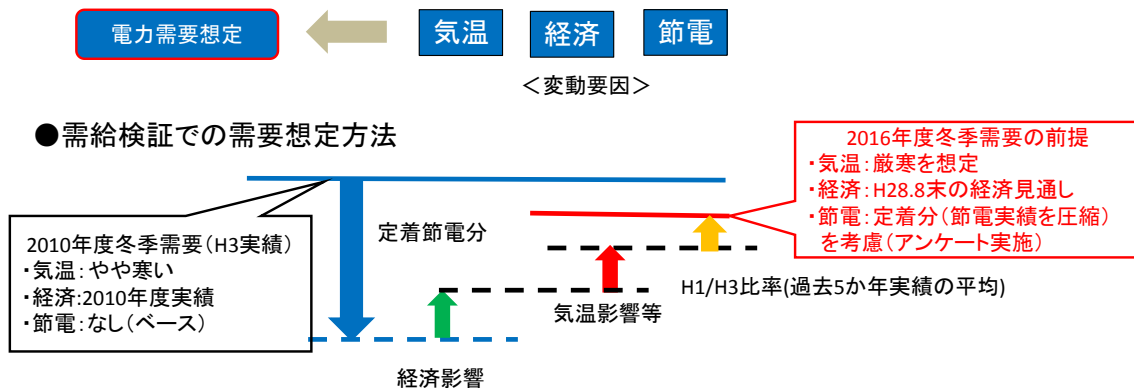 電力需要想定
気温
経済
節電
＜変動要因＞
●需給検証での需要想定方法
2016年度冬季需要の前提
・気温：厳寒を想定
・経済：H28.8末の経済見通し
・節電：定着分（節電実績を圧縮）
を考慮（アンケート実施）
2010年度冬季需要（H3実績）
・気温：やや寒い
・経済:2010年度実績
・節電：なし（ベース）
定着節電分
H1/H3比率(過去5か年実績の平均)
気温影響等
経済影響